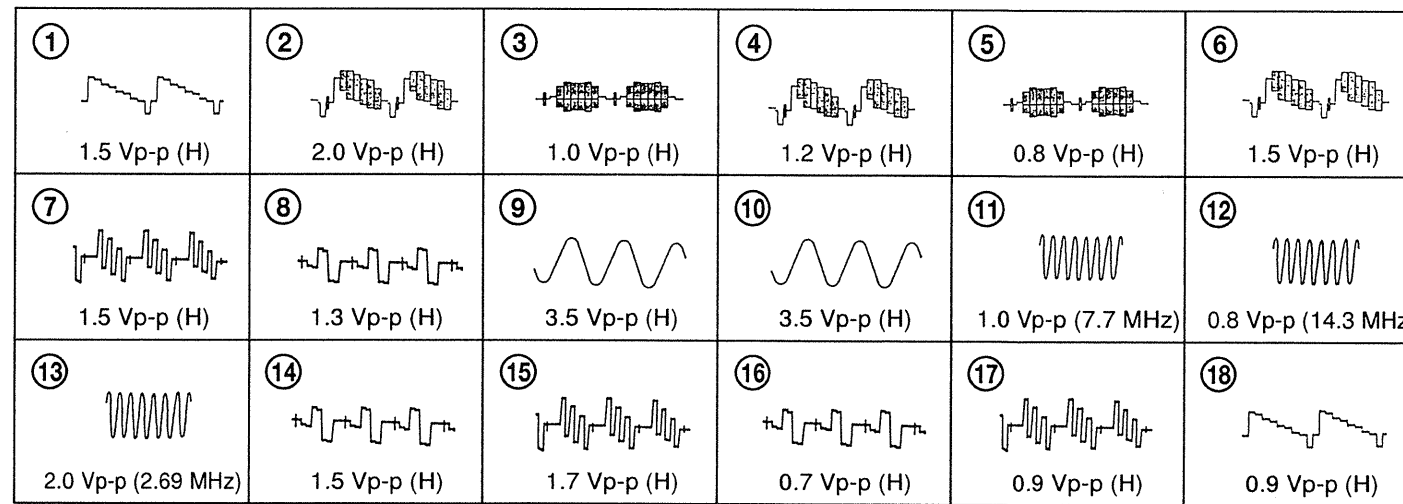 ① ② ③ ④ ⑤ ⑥
1.5 Vp-p (H) 2.0 Vp-p (H) 1.0 Vp-p (H) 1.2 Vp-p (H) 0.8 Vp-p (H) 1.5 Vp-p (H)
⑦ ⑧ ⑨ ⑩ ⑪ ⑫
1.5 Vp-p (H) 1.3 Vp-p (H) 3.5 Vp-p (H) 3.5 Vp-p (H) 1.0 Vp-p (7.7 MHz) 0.8 Vp-p (14.3 MHz
⑬ ⑭ ⑮ ⑯ ⑰ ⑱
2.0 Vp-p (2.69 MHz) 1.5 Vp-p (H) 1.7 Vp-p (H) 0.7 Vp-p (H) 0.9 Vp-p (H) 0.9 Vp-p (H)